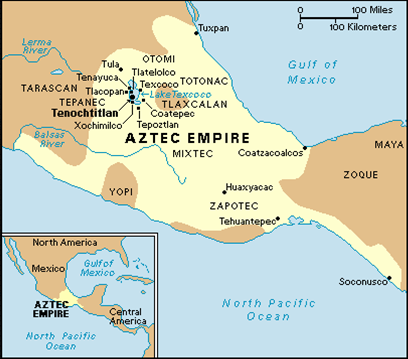 0 100 Miles
0 100 Kilometers
Tuxpan
Lerma
River
OTOMI
Tula
Tlatelolco
Gulf of
Mexico
Tenayuca
Texcoco
TOTONAC
TARASCAN
Tlacopan
Lake Texcoco
TEPANEC
TLAXCALAN
Tenochtitlan
Coatepec
Xochimilco
Tepoztlan
Balsas
River
AZTEC EMPIRE
MIXTEC
Coatzacoalcos
MAYA
ZOQUE
YOPI
Huaxyacac
ZAPOTEC
Tehuantepec
Soconusco
North Pacific
Ocean
North America
Mexico
Gulf of
Mexico
AZTEC
EMPIRE
Central
America
North Pacific
Ocean